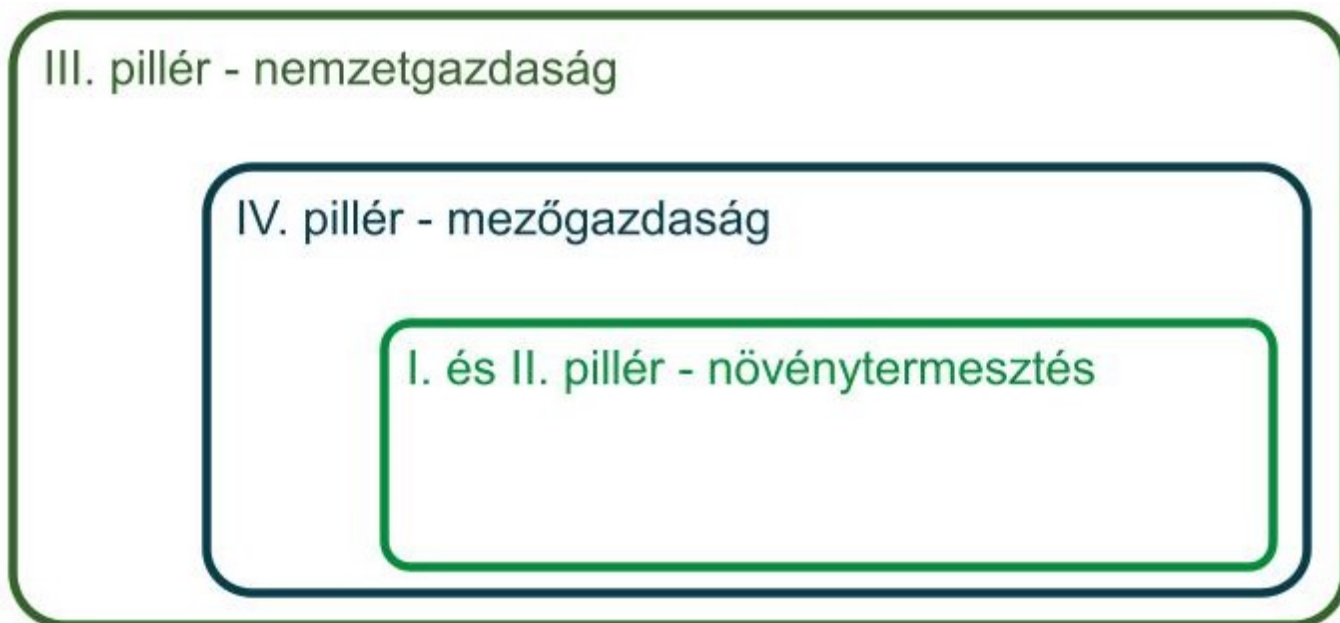 III. pillér - nemzetgazdaság
IV. pillér - mezőgazdaság
I. és II. pillér - növénytermesztés